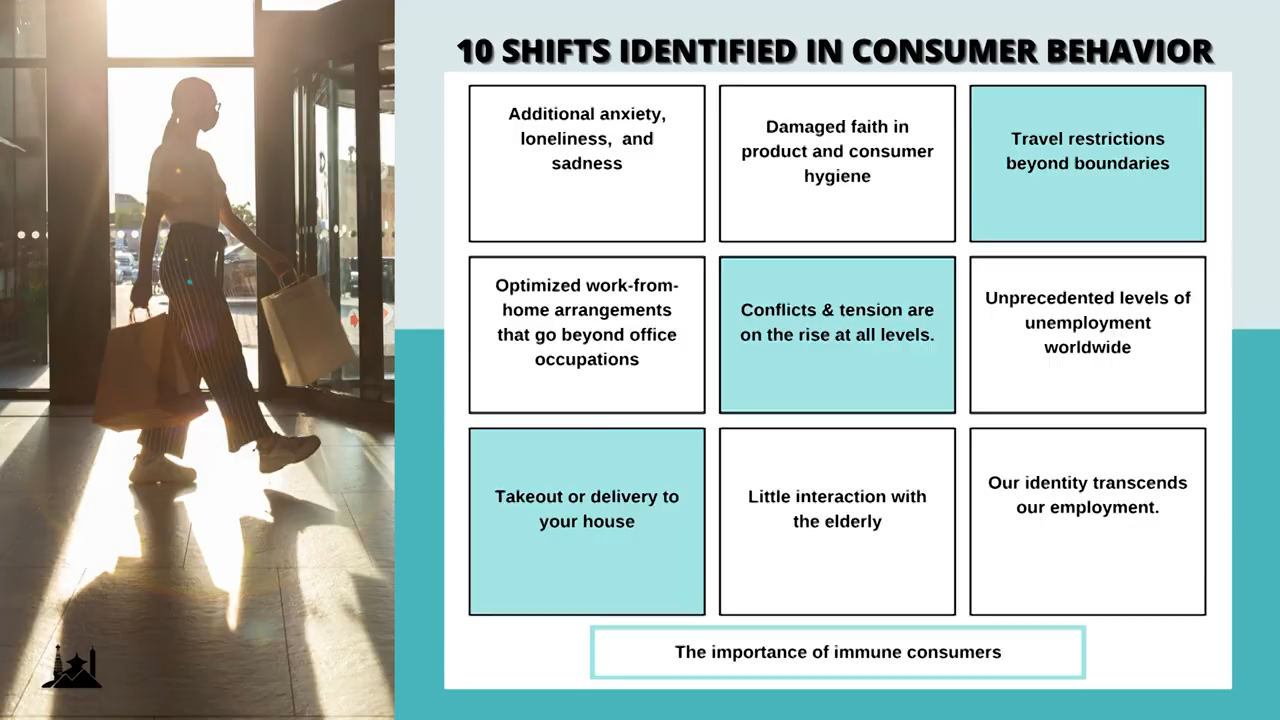 10 SHIFTS IDENTIFIED IN CONSUMER BEHAVIOR
Additional anxiety,
loneliness, and
sadness
Damaged faith in
product and consumer
hygiene
Travel restrictions
beyond boundaries
Optimized work-from-
home arrangements
that go beyond office
occupations
Conflicts & tension are
on the rise at all levels.
Unprecedented levels of
unemployment
worldwide
Takeout or delivery to
your house
Little interaction with
the elderly
Our identity transcends
our employment.
The importance of immune consumers